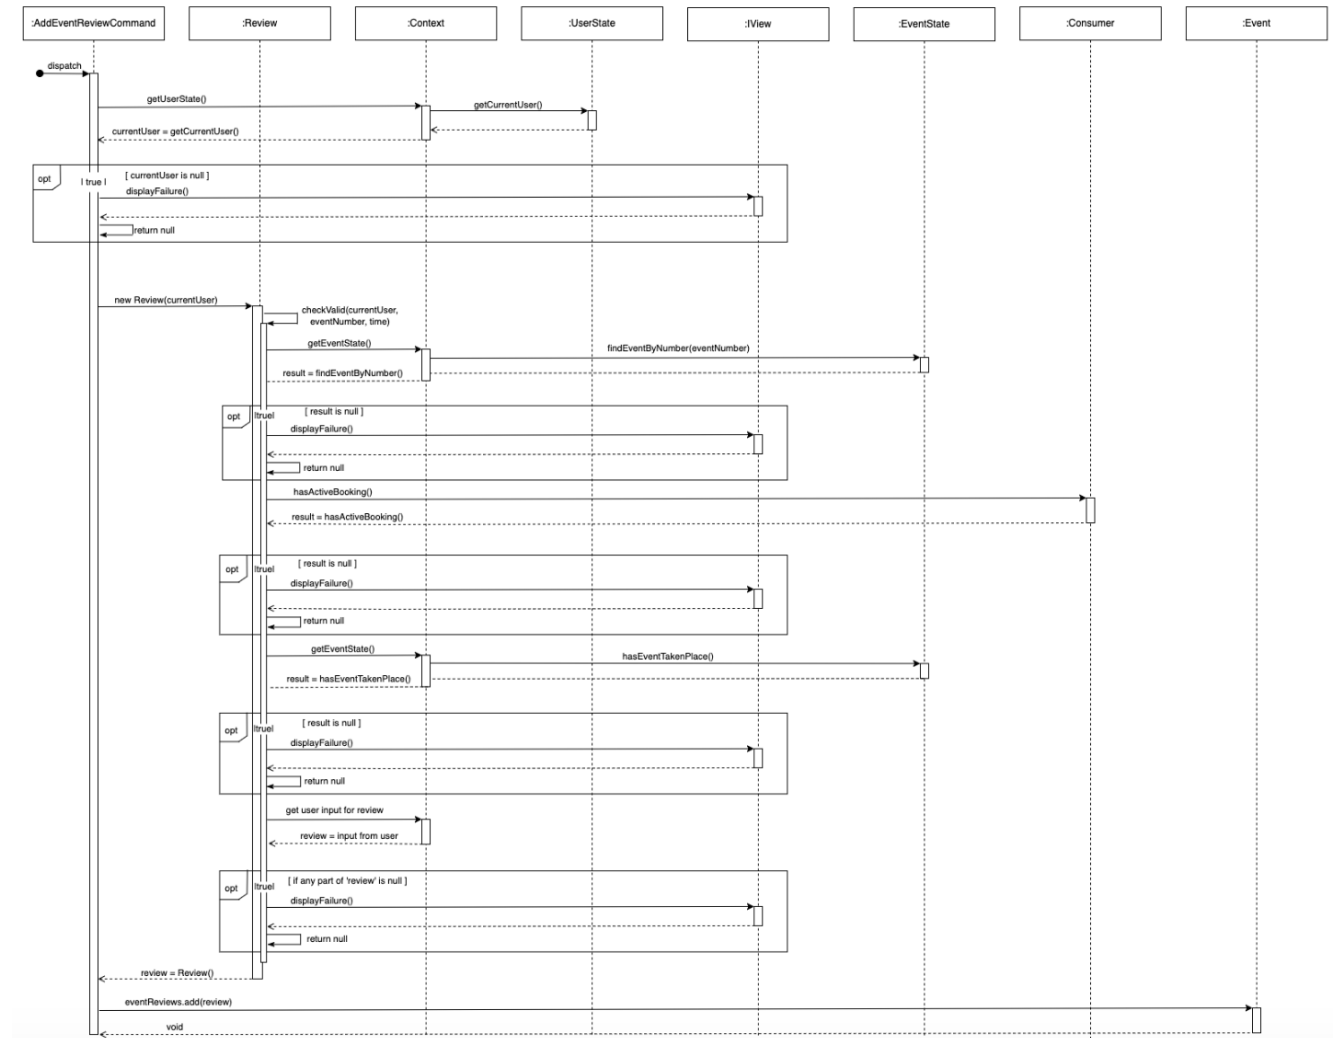 :AddEventReviewCommand
:Review
:Context
:UserState
:IView
:EventState
:Consumer
:Event
dispatch
getUserState()
getCurrentUser()
currentUser = getCurrentUser()
opt
| true |
[ currentUser is null ]
displayFailure()
return null
new Review(currentUser)
checkValid(currentUser,
eventNumber, time)
getEventState()
findEventByNumber(eventNumber)
result = findEventByNumber()
opt
|true|
[ result is null ]
displayFailure()
return null
hasActiveBooking()
result = hasActiveBooking()
opt
|true|
[ result is null ]
displayFailure()
return null
getEventState()
hasEventTakenPlace()
result = hasEventTakenPlace()
opt
|true|
[ result is null ]
displayFailure()
return null
get user input for review
review = input from user
opt
|true|
[ if any part of 'review' is null ]
displayFailure()
return null
review = Review()
eventReviews.add(review)
void